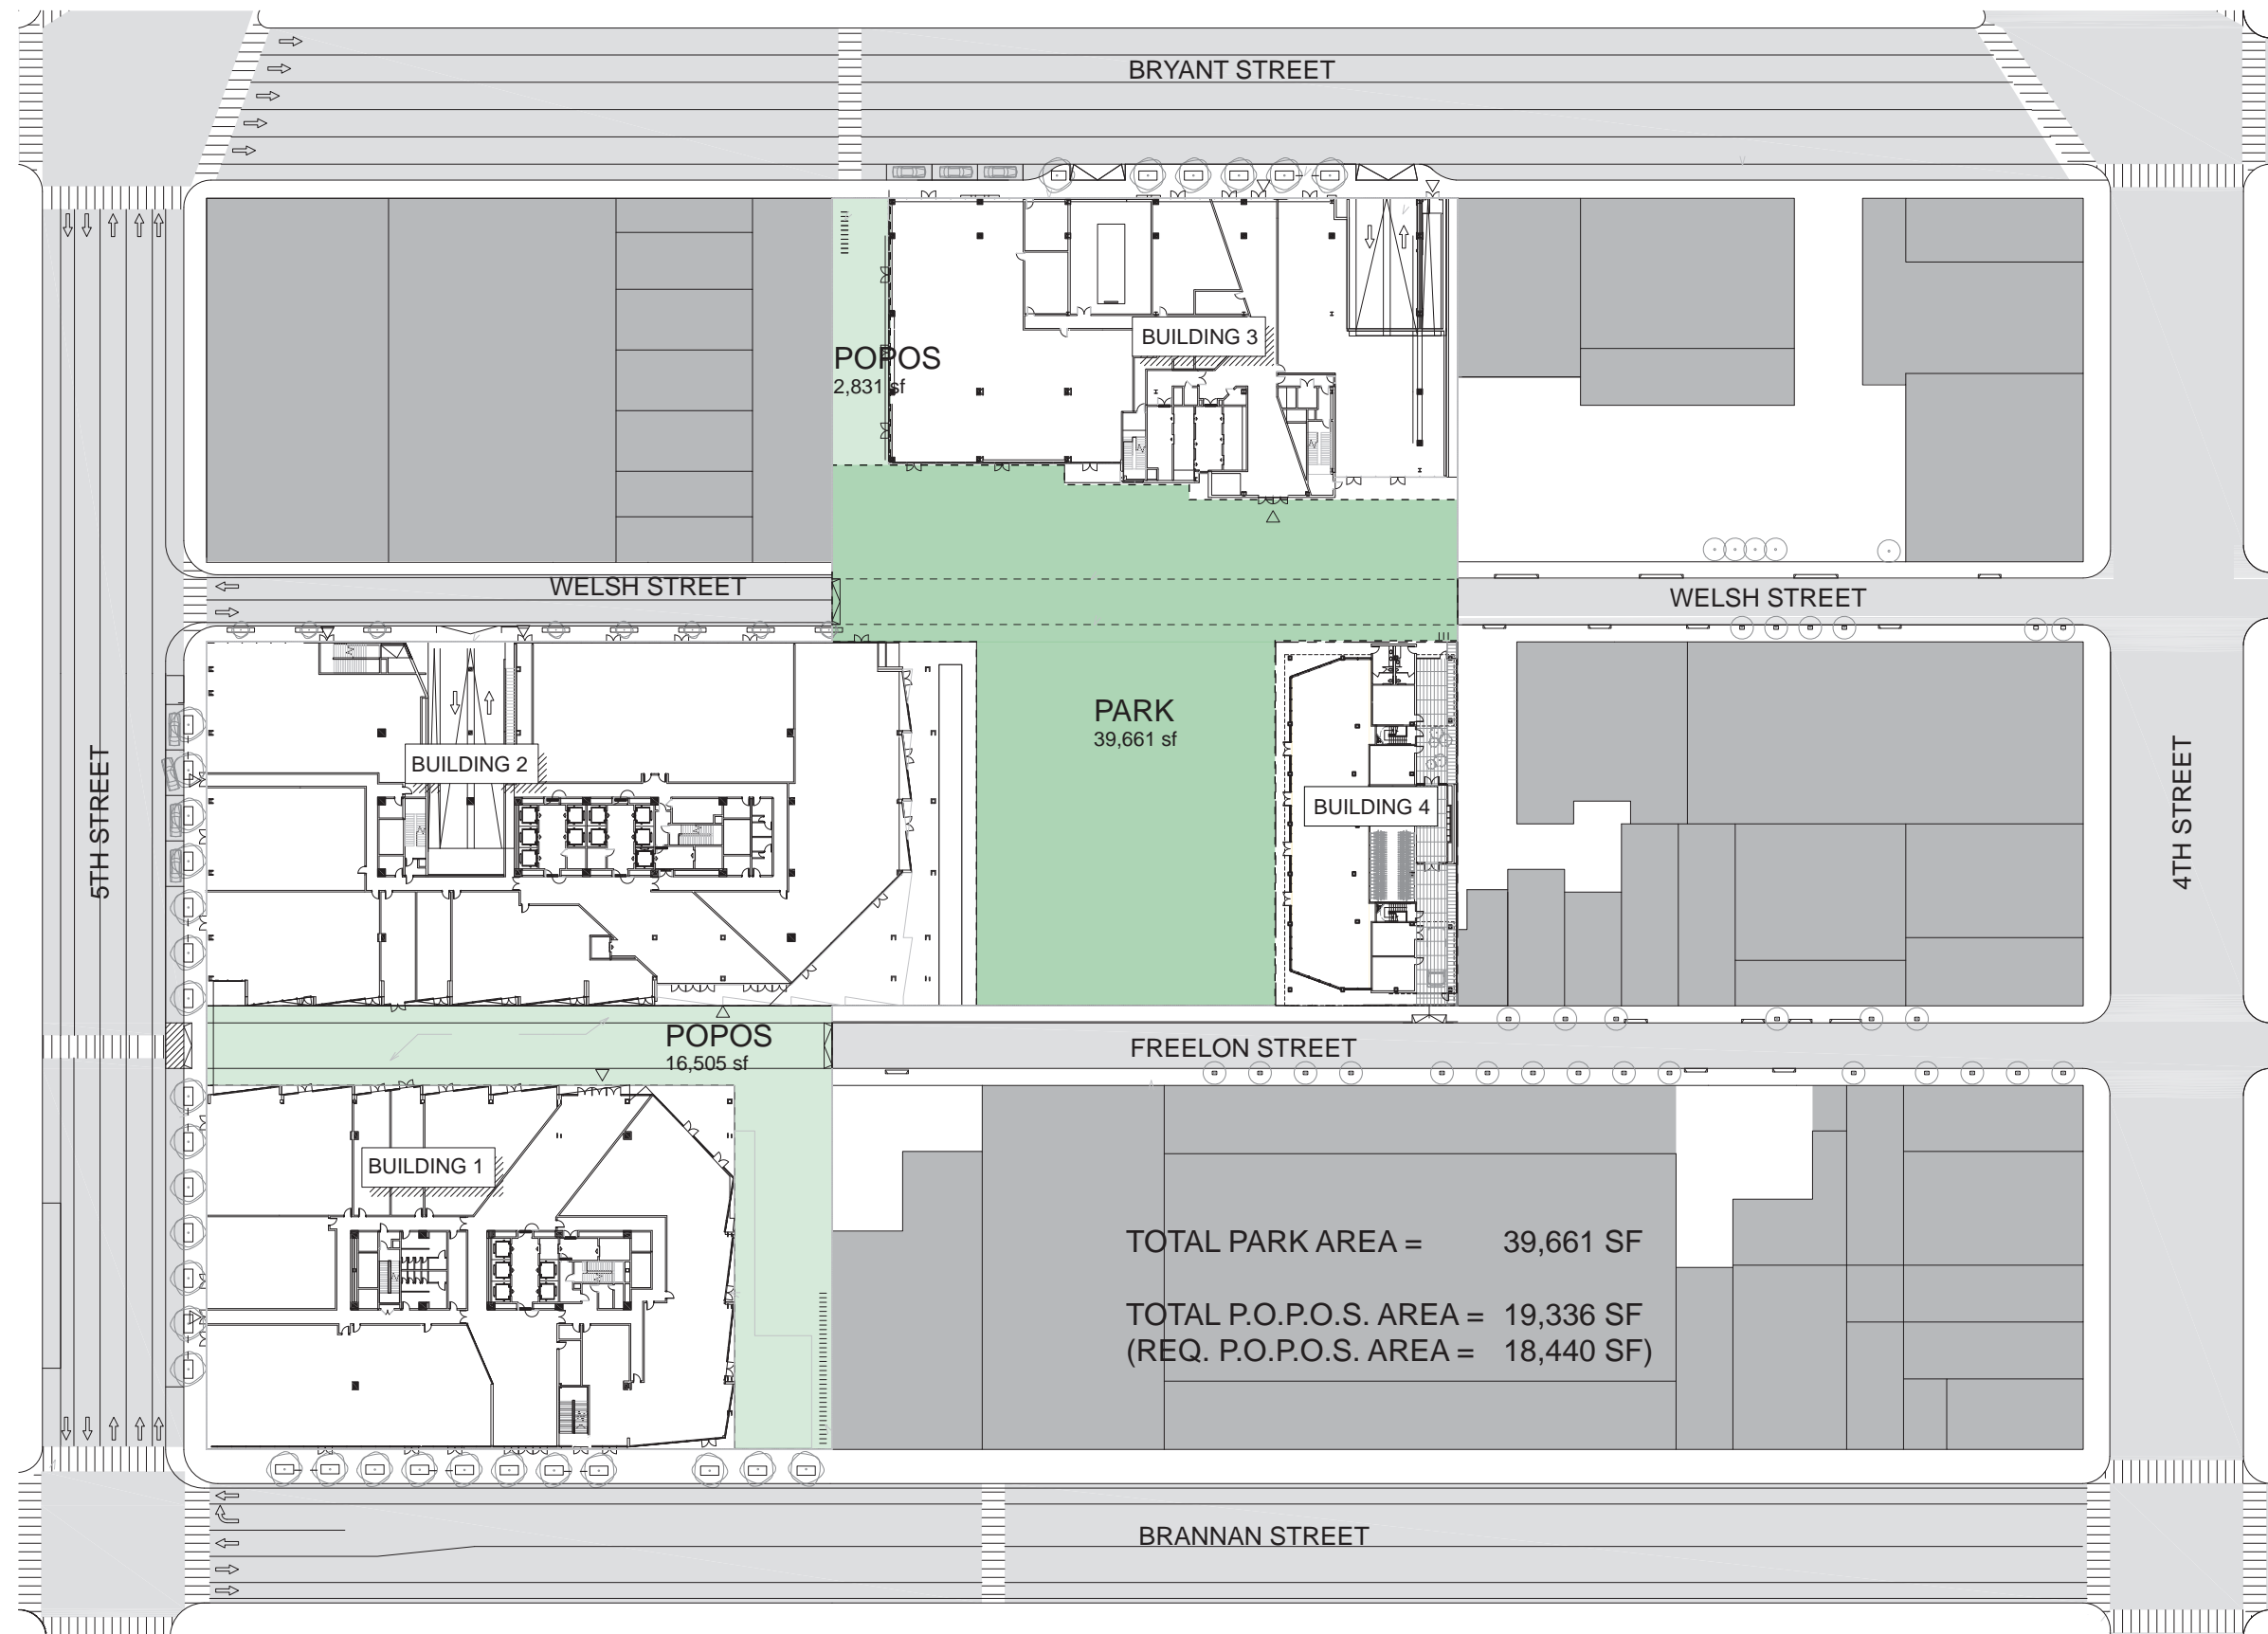 BRYANT STREET
BUILDING 3
POPOS
2,831 sf
WELSH STREET
WELSH STREET
PARK
39,661 sf
BUILDING 2
BUILDING 4
5TH STREET
4TH STREET
POPOS
16,505 sf
FREELON STREET
BUILDING 1
TOTAL PARK AREA = 39,661 SF
TOTAL P.O.P.O.S. AREA = 19,336 SF
(REQ. P.O.P.O.S. AREA = 18,440 SF)
BRANNAN STREET